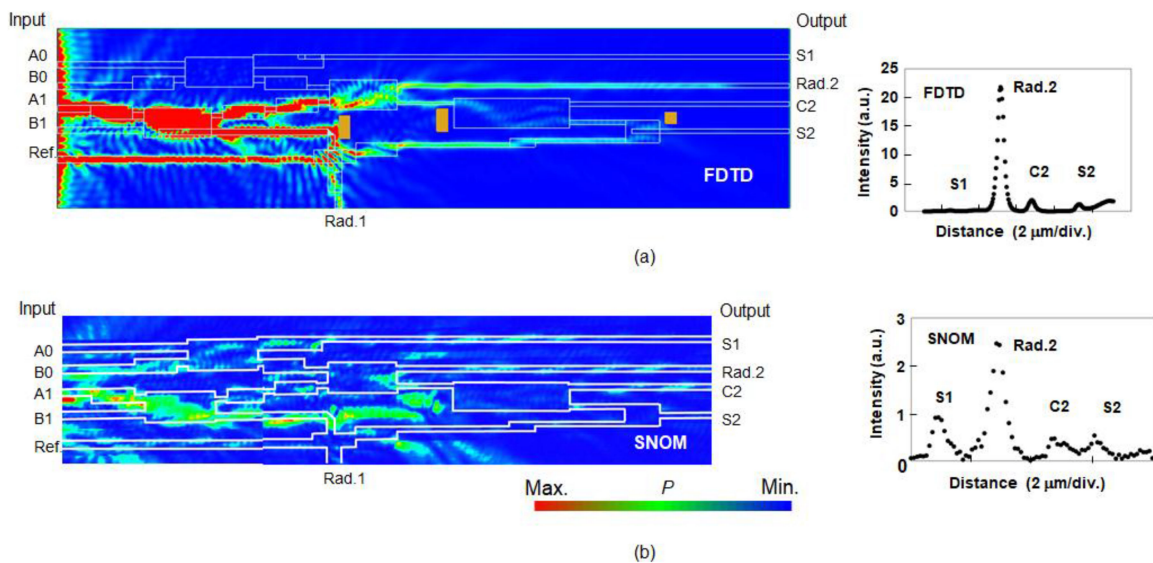 Input
A0
B0
A1
B1
Ref.
Rad.1
FDTD
Output
S1
Rad.2
C2
S2
25
20
15
10
5
0
Intensity (a.u.)
FDTD
Rad.2
S1
C2
S2
Distance (2 μm/div.)
(a)
Input
A0
B0
A1
B1
Ref.
Rad.1
SNOM
Output
S1
Rad.2
C2
S2
Max.
P
Min.
3
2
1
0
Intensity (a.u.)
SNOM
Rad.2
S1
C2
S2
Distance (2 μm/div.)
(b)